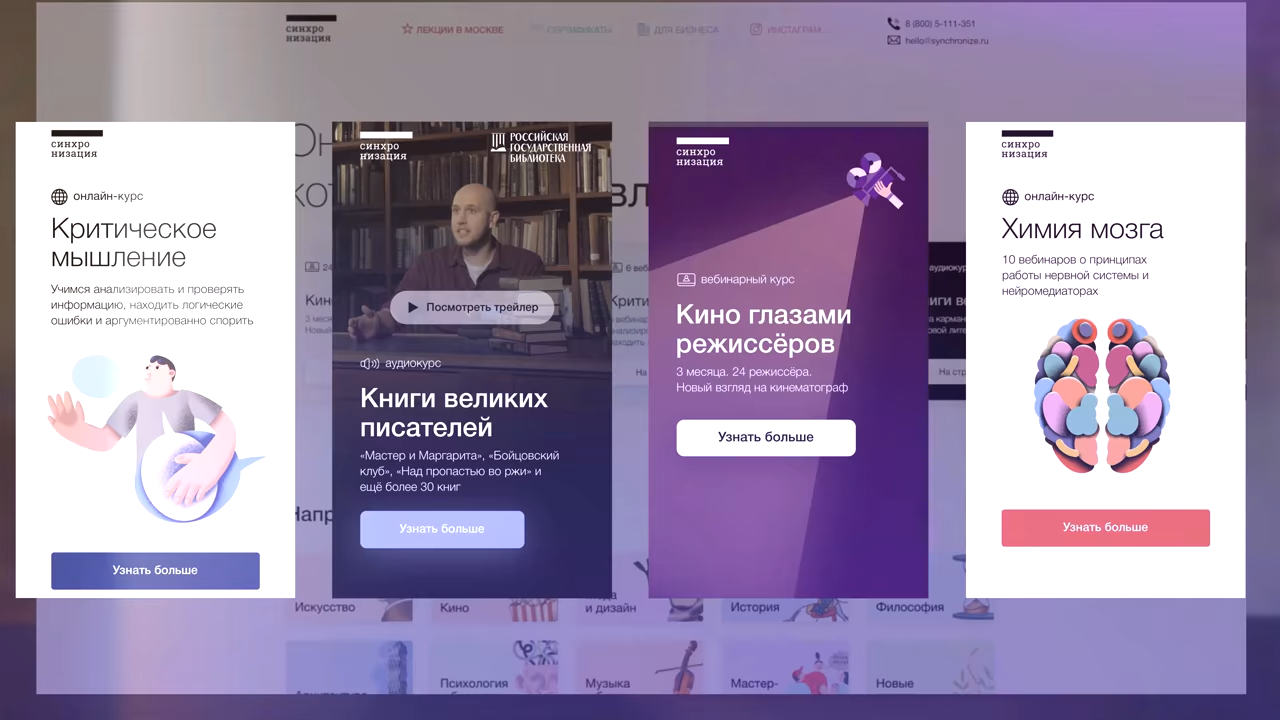 синхро
низация
ЛЕКЦИИ В МОСКВЕ
СЕРТИФИКАТЫ
ДЛЯ БИЗНЕСА
ИНСТАГРАМ...
8 (800) 5-111-351
hello@synchronize.ru
синхро
низация
онлайн-курс
Критическое
мышление
Учимся анализировать и проверять
информацию, находить логические
ошибки и аргументированно спорить
Узнать больше
синхро
низация
РОССИЙСКАЯ
ГОСУДАРСТВЕННАЯ
БИБЛИОТЕКА
Посмотреть трейлер
аудиокурс
Книги великих
писателей
«Мастер и Маргарита», «Бойцовский
клуб», «Над пропастью во ржи» и
ещё более 30 книг
Узнать больше
синхро
низация
вебинарный курс
Кино глазами
режиссёров
3 месяца. 24 режиссёра.
Новый взгляд на кинематограф
Узнать больше
синхро
низация
онлайн-курс
Химия мозга
10 вебинаров о принципах
работы нервной системы и
нейромедиаторах
Узнать больше
Искусство
Кино
и дизайн
История
Философия
Психология
Музыка
Мастер-
Новые